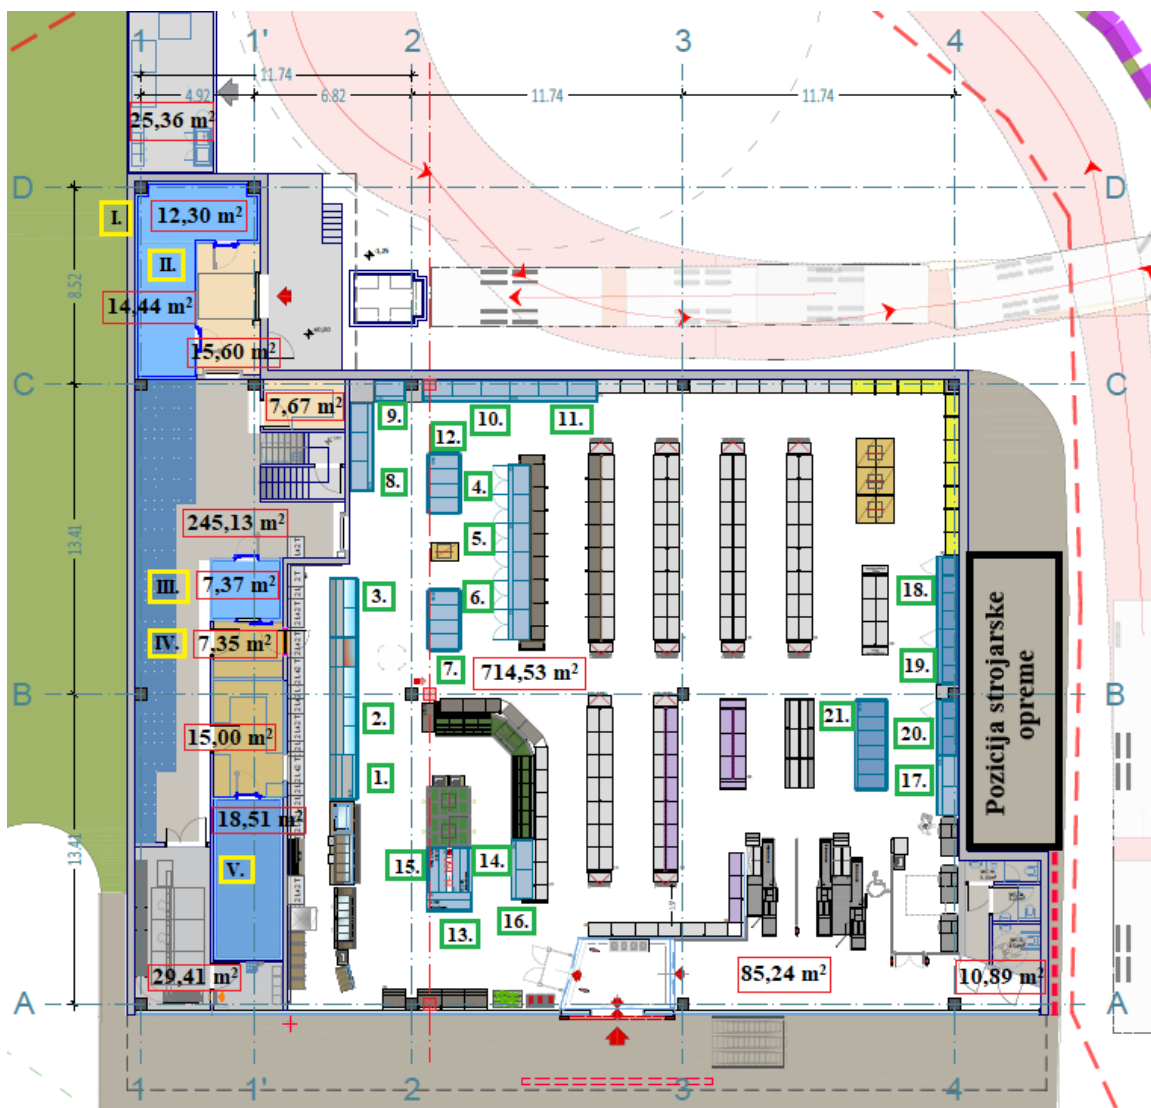 1 1' 2 3 4
11.74
4.92 6.82 11.74 11.74
25,36 m²
D D
I. 12,30 m²
II.
8.52
14,44 m²
15,60 m²
C C
7,67 m²
9. 10. 11.
12.
8. 4.
245,13 m²
13.41
5.
III. 7,37 m²
3. 6. 18.
IV. 7,35 m²
7. 714,53 m² 19.
B B
15,00 m²
2. 21. 20.
1. 17.
Pozicija strojarske
opreme
18,51 m²
13.41
V.
15. 14.
16.
13.
29,41 m² 85,24 m² 10,89 m²
A A
1 1' 2 3 4